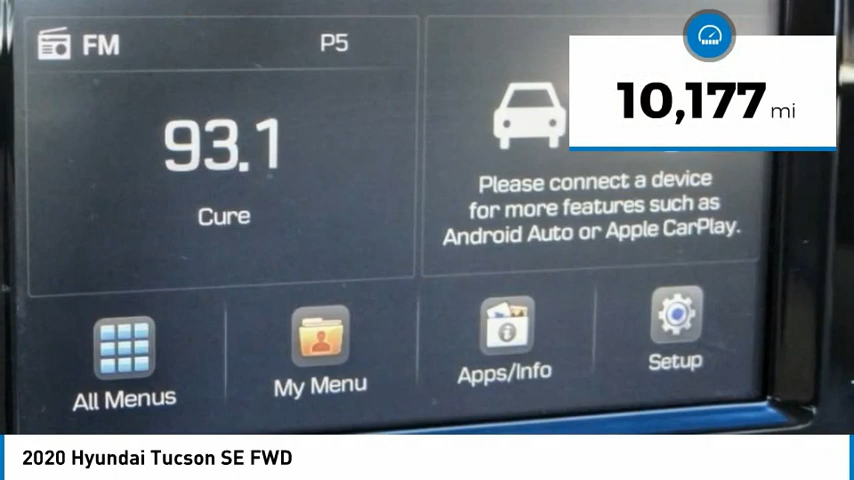 FM P5
93.1
Cure
10,177 mi
Please connect a device
for more features such as
Android Auto or Apple CarPlay.
All Menus
My Menu
Apps/Info
Setup
2020 Hyundai Tucson SE FWD